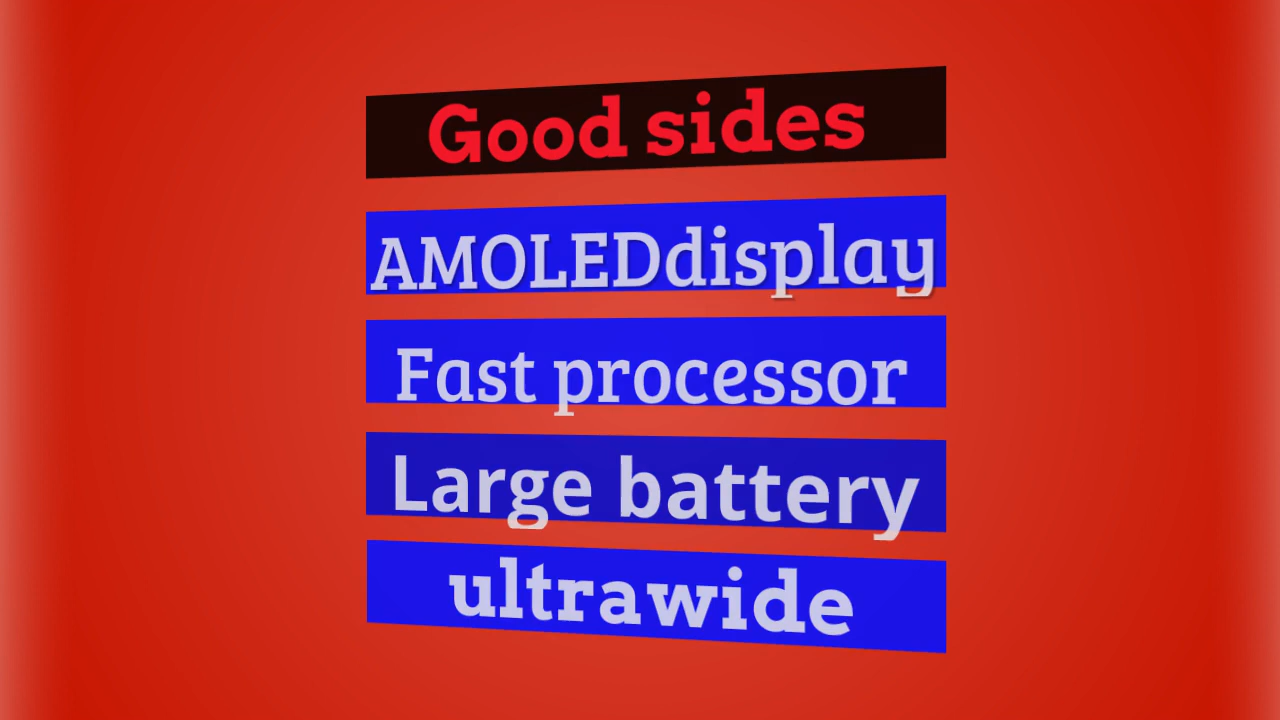 Good sides
AMOLEDdisplay
Fast processor
Large battery
ultrawide